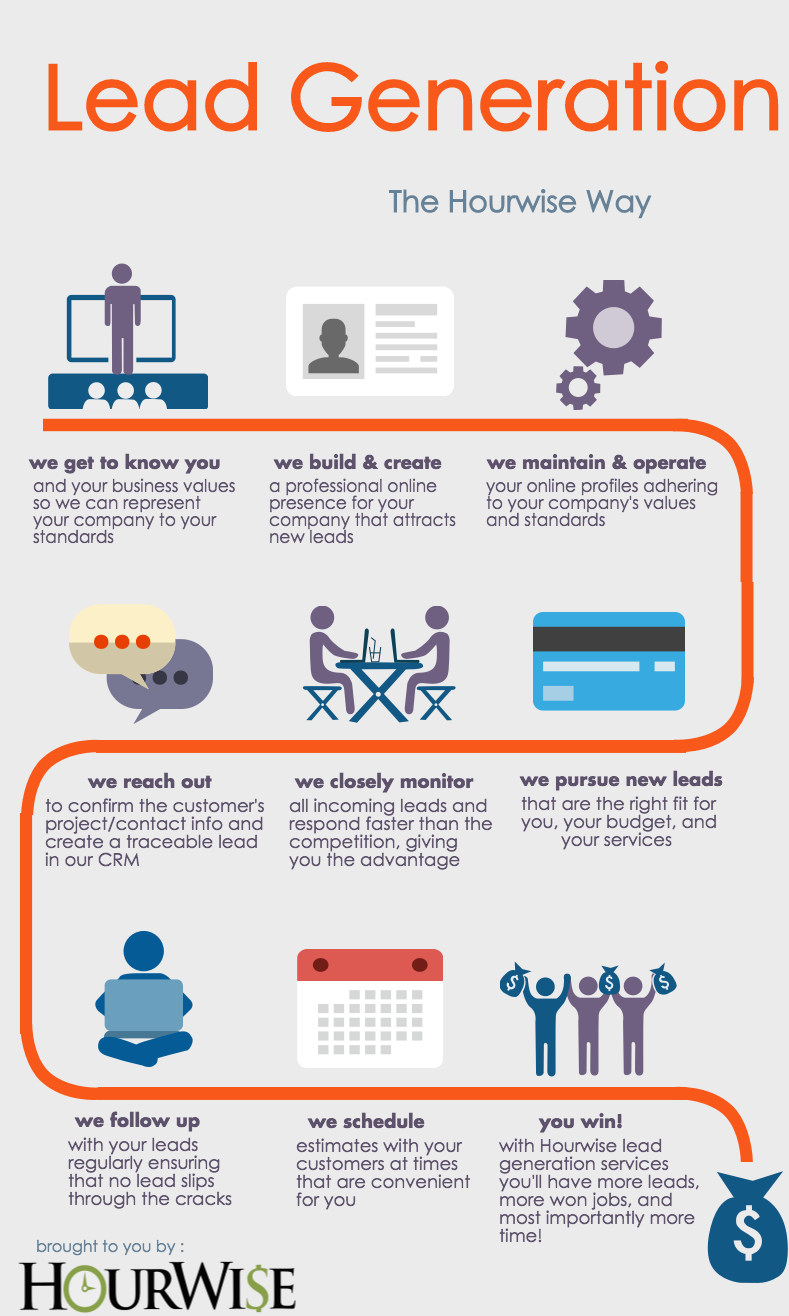 Lead Generation
The Hourwise Way
we get to know you
and your business values
so we can represent
your company to your
standards
we build & create
a professional online
presence for your
company that attracts
new leads
we maintain & operate
your online profiles adhering
to your company's values
and standards
we reach out
to confirm the customer's
project/contact info and
create a traceable lead
in our CRM
we closely monitor
all incoming leads and
respond faster than the
competition, giving
you the advantage
we pursue new leads
that are the right fit for
you, your budget, and
your services
$ $ $
we follow up
with your leads
regularly ensuring
that no lead slips
through the cracks
we schedule
estimates with your
customers at times
that are convenient
for you
you win!
with Hourwise lead
generation services
you'll have more leads,
more won jobs, and
most importantly more
time!
$
brought to you by :
HOURWI$E